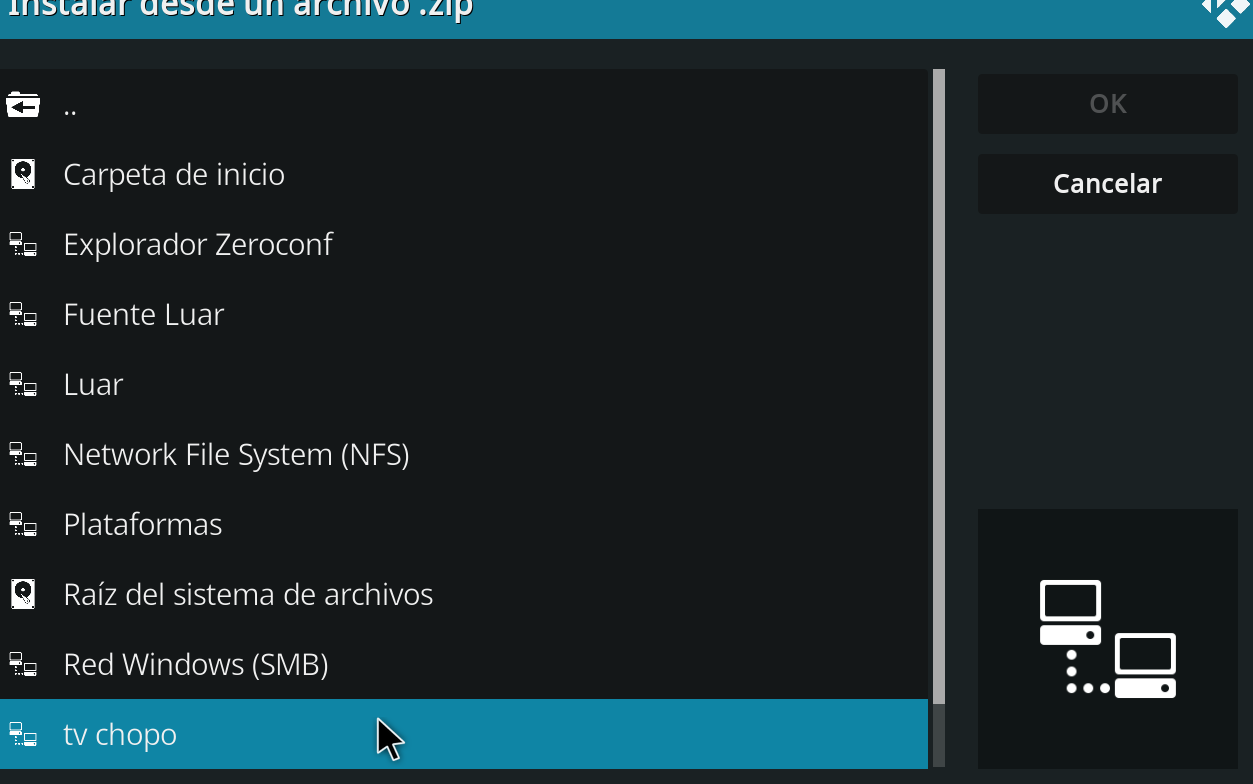 Instalar desde un archivo .zip
..
Carpeta de inicio
Explorador Zeroconf
Fuente Luar
Luar
Network File System (NFS)
Plataformas
Raíz del sistema de archivos
Red Windows (SMB)
tv chopo
OK
Cancelar